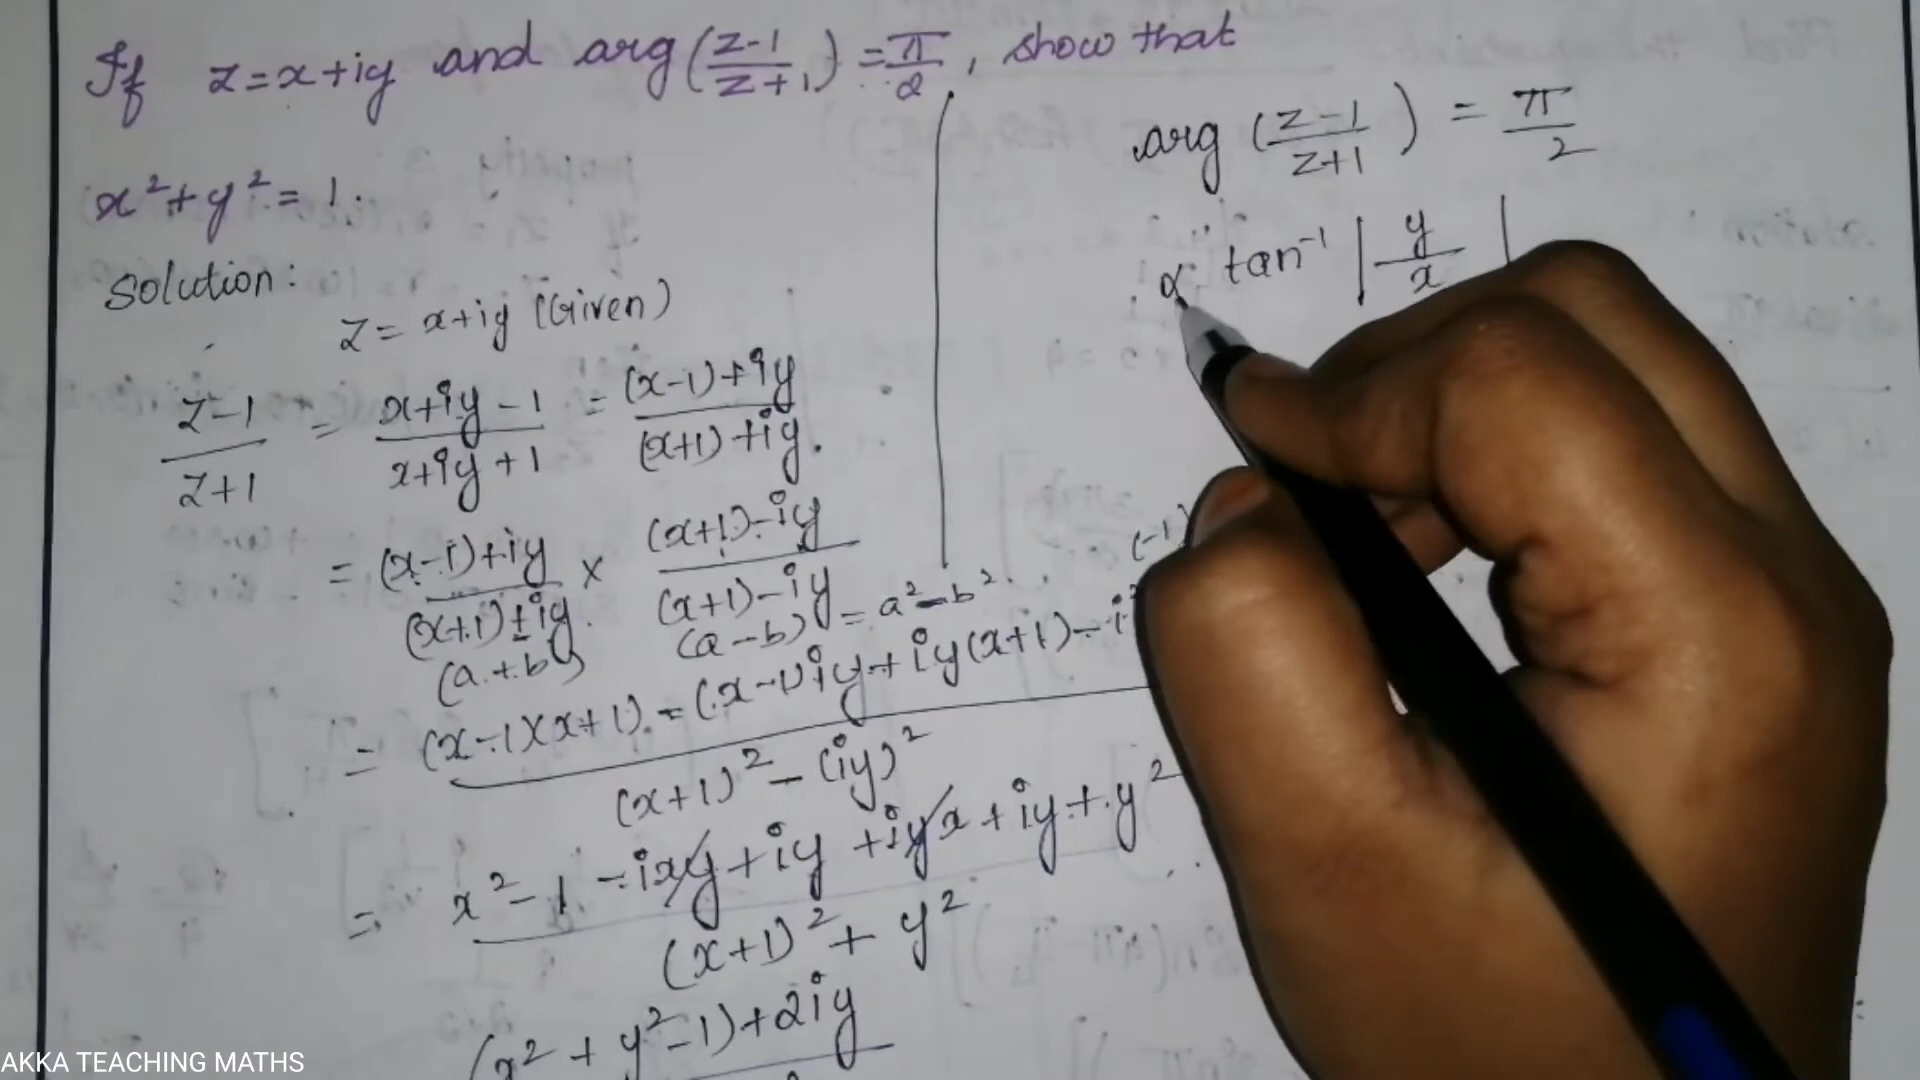 If z=x+iy and arg(z-1/z+1)=π/2, show that
x²+y²=1.
Solution:
z=x+iy (Given)
z-1/z+1 = x+iy-1/x+iy+1 = (x-1)+iy/(x+1)+iy.
= (x-1)+iy/(x+1)+iy. × (x+1)-iy/(x+1)-iy
(a+b) (a-b) = a²-b²
= (x-1)(x+1)-(x-1)iy+iy(x+1)-i²
(x+1)²-(iy)²
= x²-1-ixy+iy+iyx+iy+y²
(x+1)²+y²
(x²+y²-1)+2iy
arg(z-1/z+1) = π/2
α tan⁻¹ |y/x|
(-1)
AKKA TEACHING MATHS